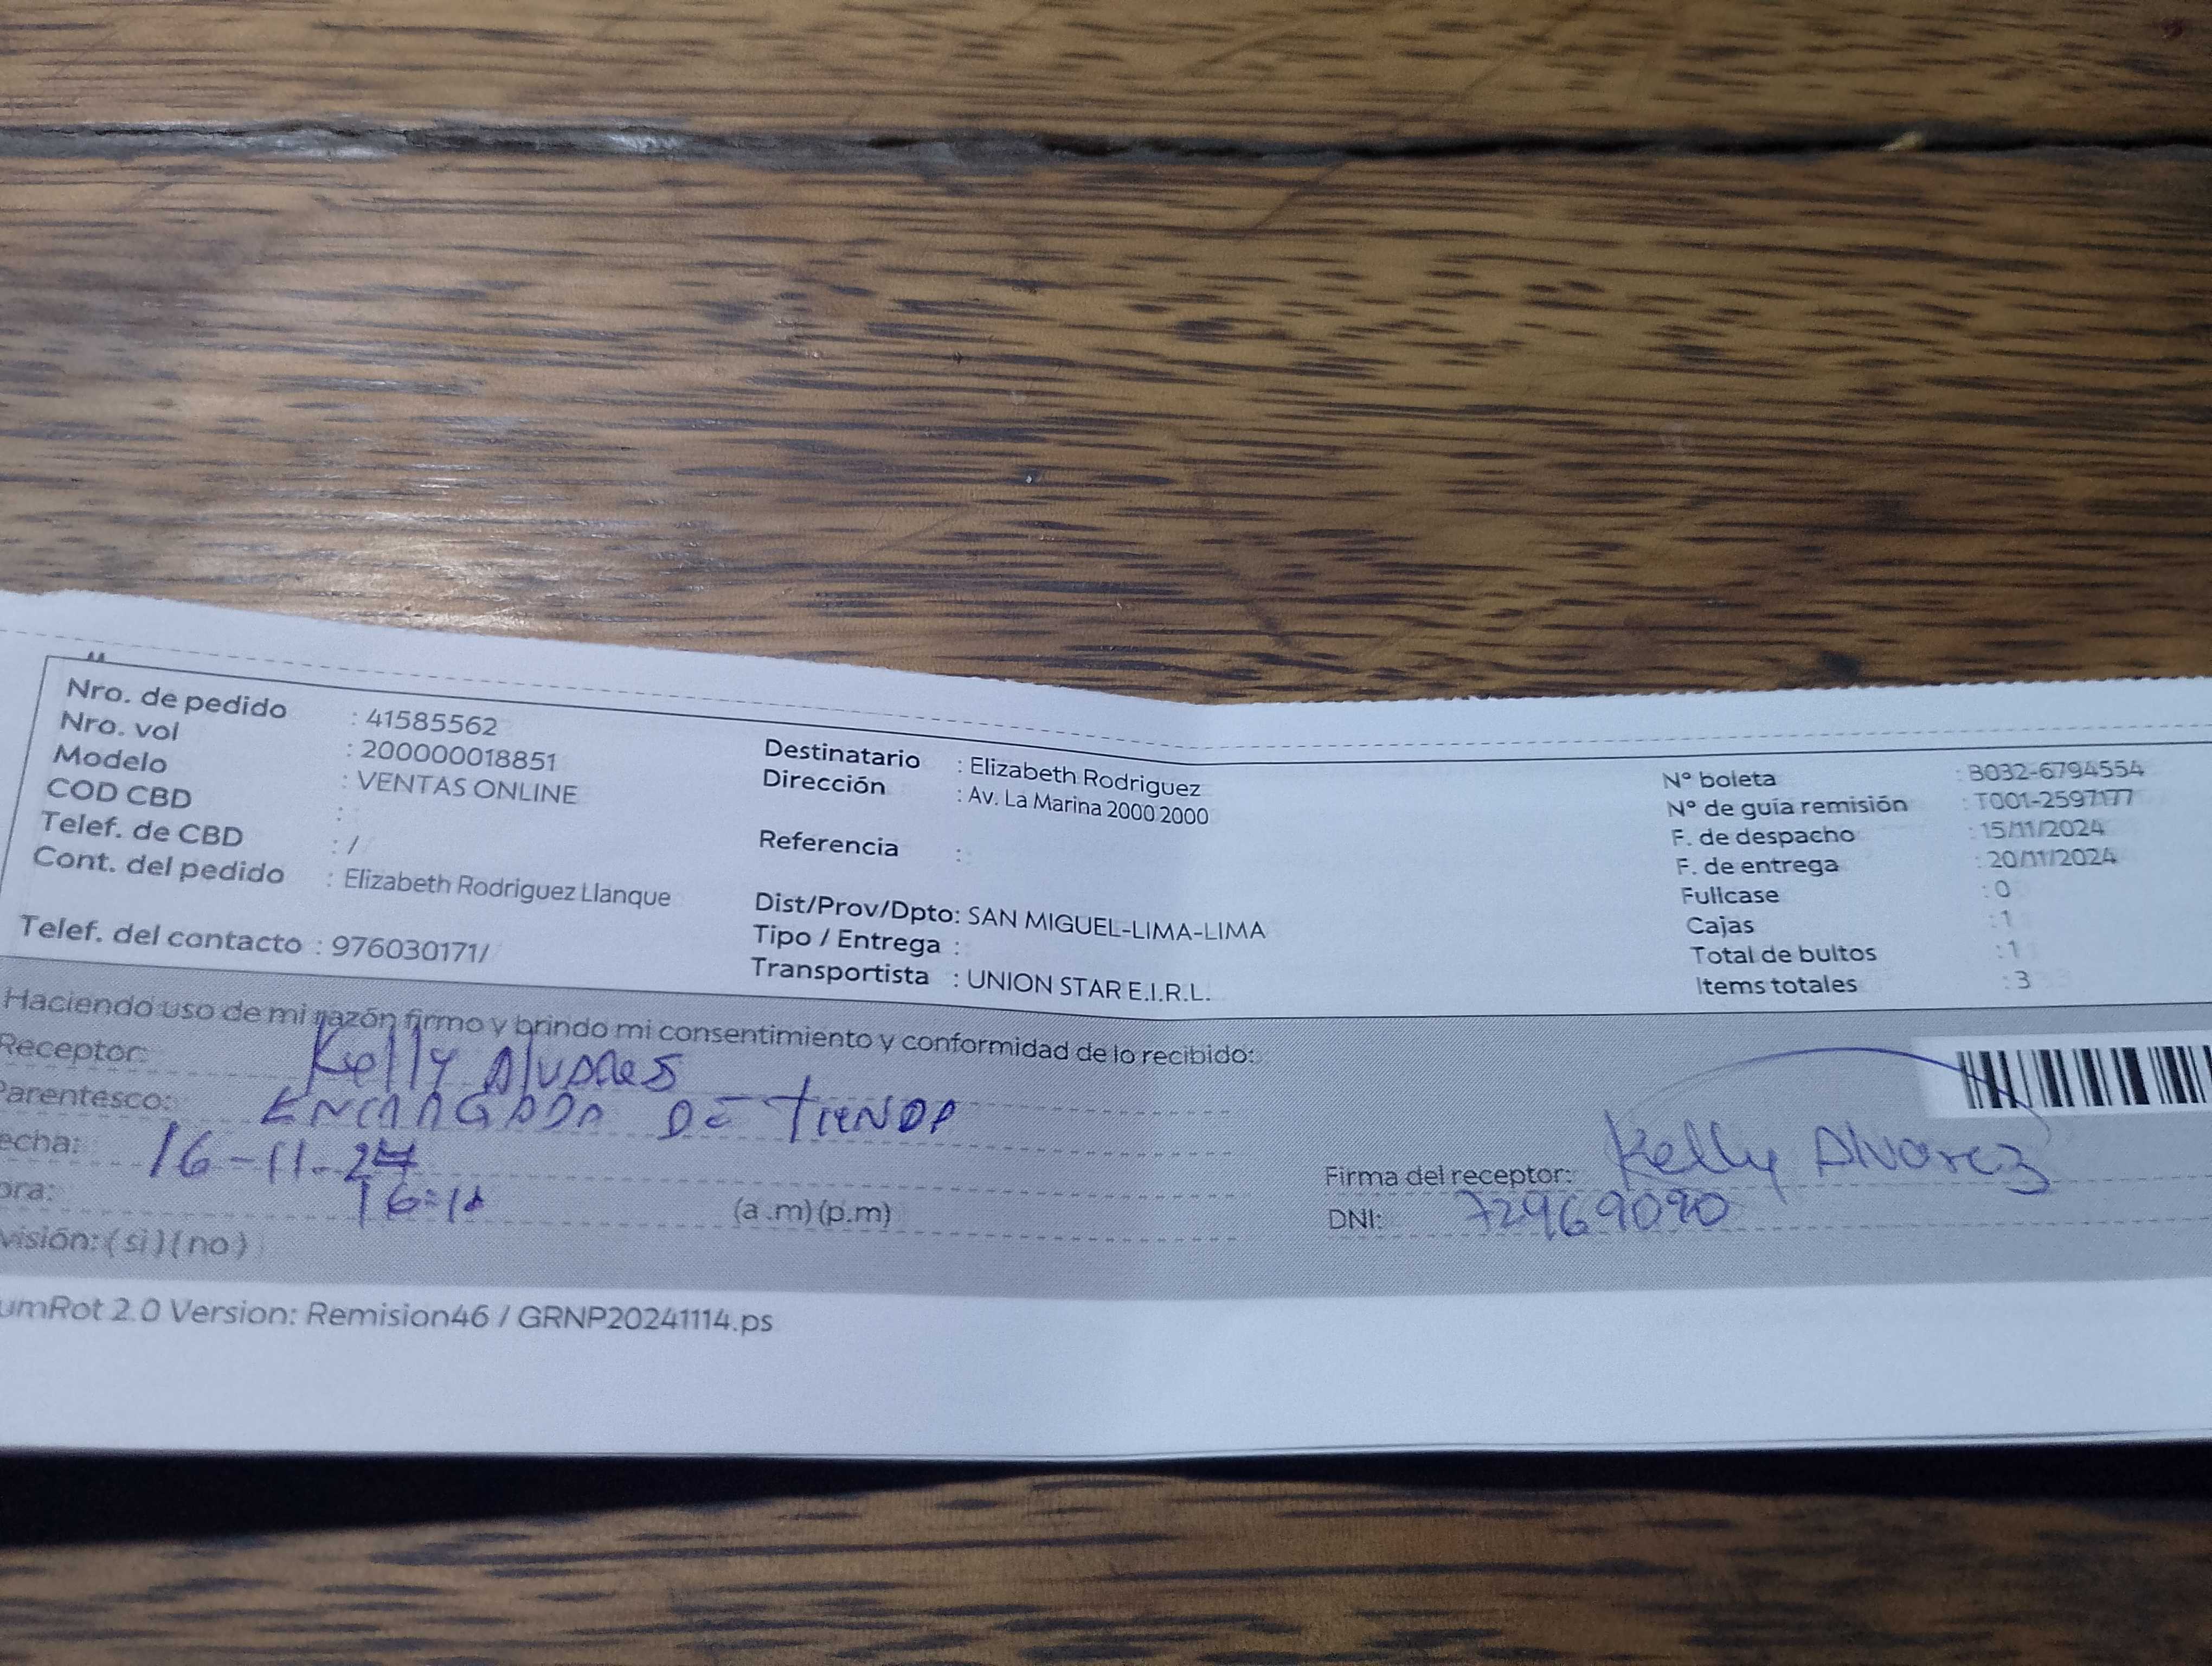 Nro. de pedido : 41585562
Nro. vol : 200000018851
Modelo : VENTAS ONLINE
COD CBD :
Telef. de CBD : /
Cont. del pedido : Elizabeth Rodriguez Llanque
Telef. del contacto : 976030171/
Destinatario : Elizabeth Rodriguez
Dirección : Av. La Marina 2000 2000
Referencia :
Dist/Prov/Dpto: SAN MIGUEL-LIMA-LIMA
Tipo / Entrega :
Transportista : UNION STAR E.I.R.L.
N° boleta : B032-6794554
N° de guía remisión : T001-2597177
F. de despacho : 15/11/2024
F. de entrega : 20/11/2024
Fullcase : 0
Cajas : 1
Total de bultos : 1
Items totales : 3
Haciendo uso de mi razón firmo y brindo mi consentimiento y conformidad de lo recibido:
Receptor: Kelly Alvares
Parentesco: ENCARGADA DE TIENDA
echa: 16-11-24
ora: 16:1 (a .m) (p.m)
visión: ( si ) ( no )
Firma del receptor: Kelly Alvarez
DNI: 72969090
umRot 2.0 Version: Remision46 / GRNP20241114.ps